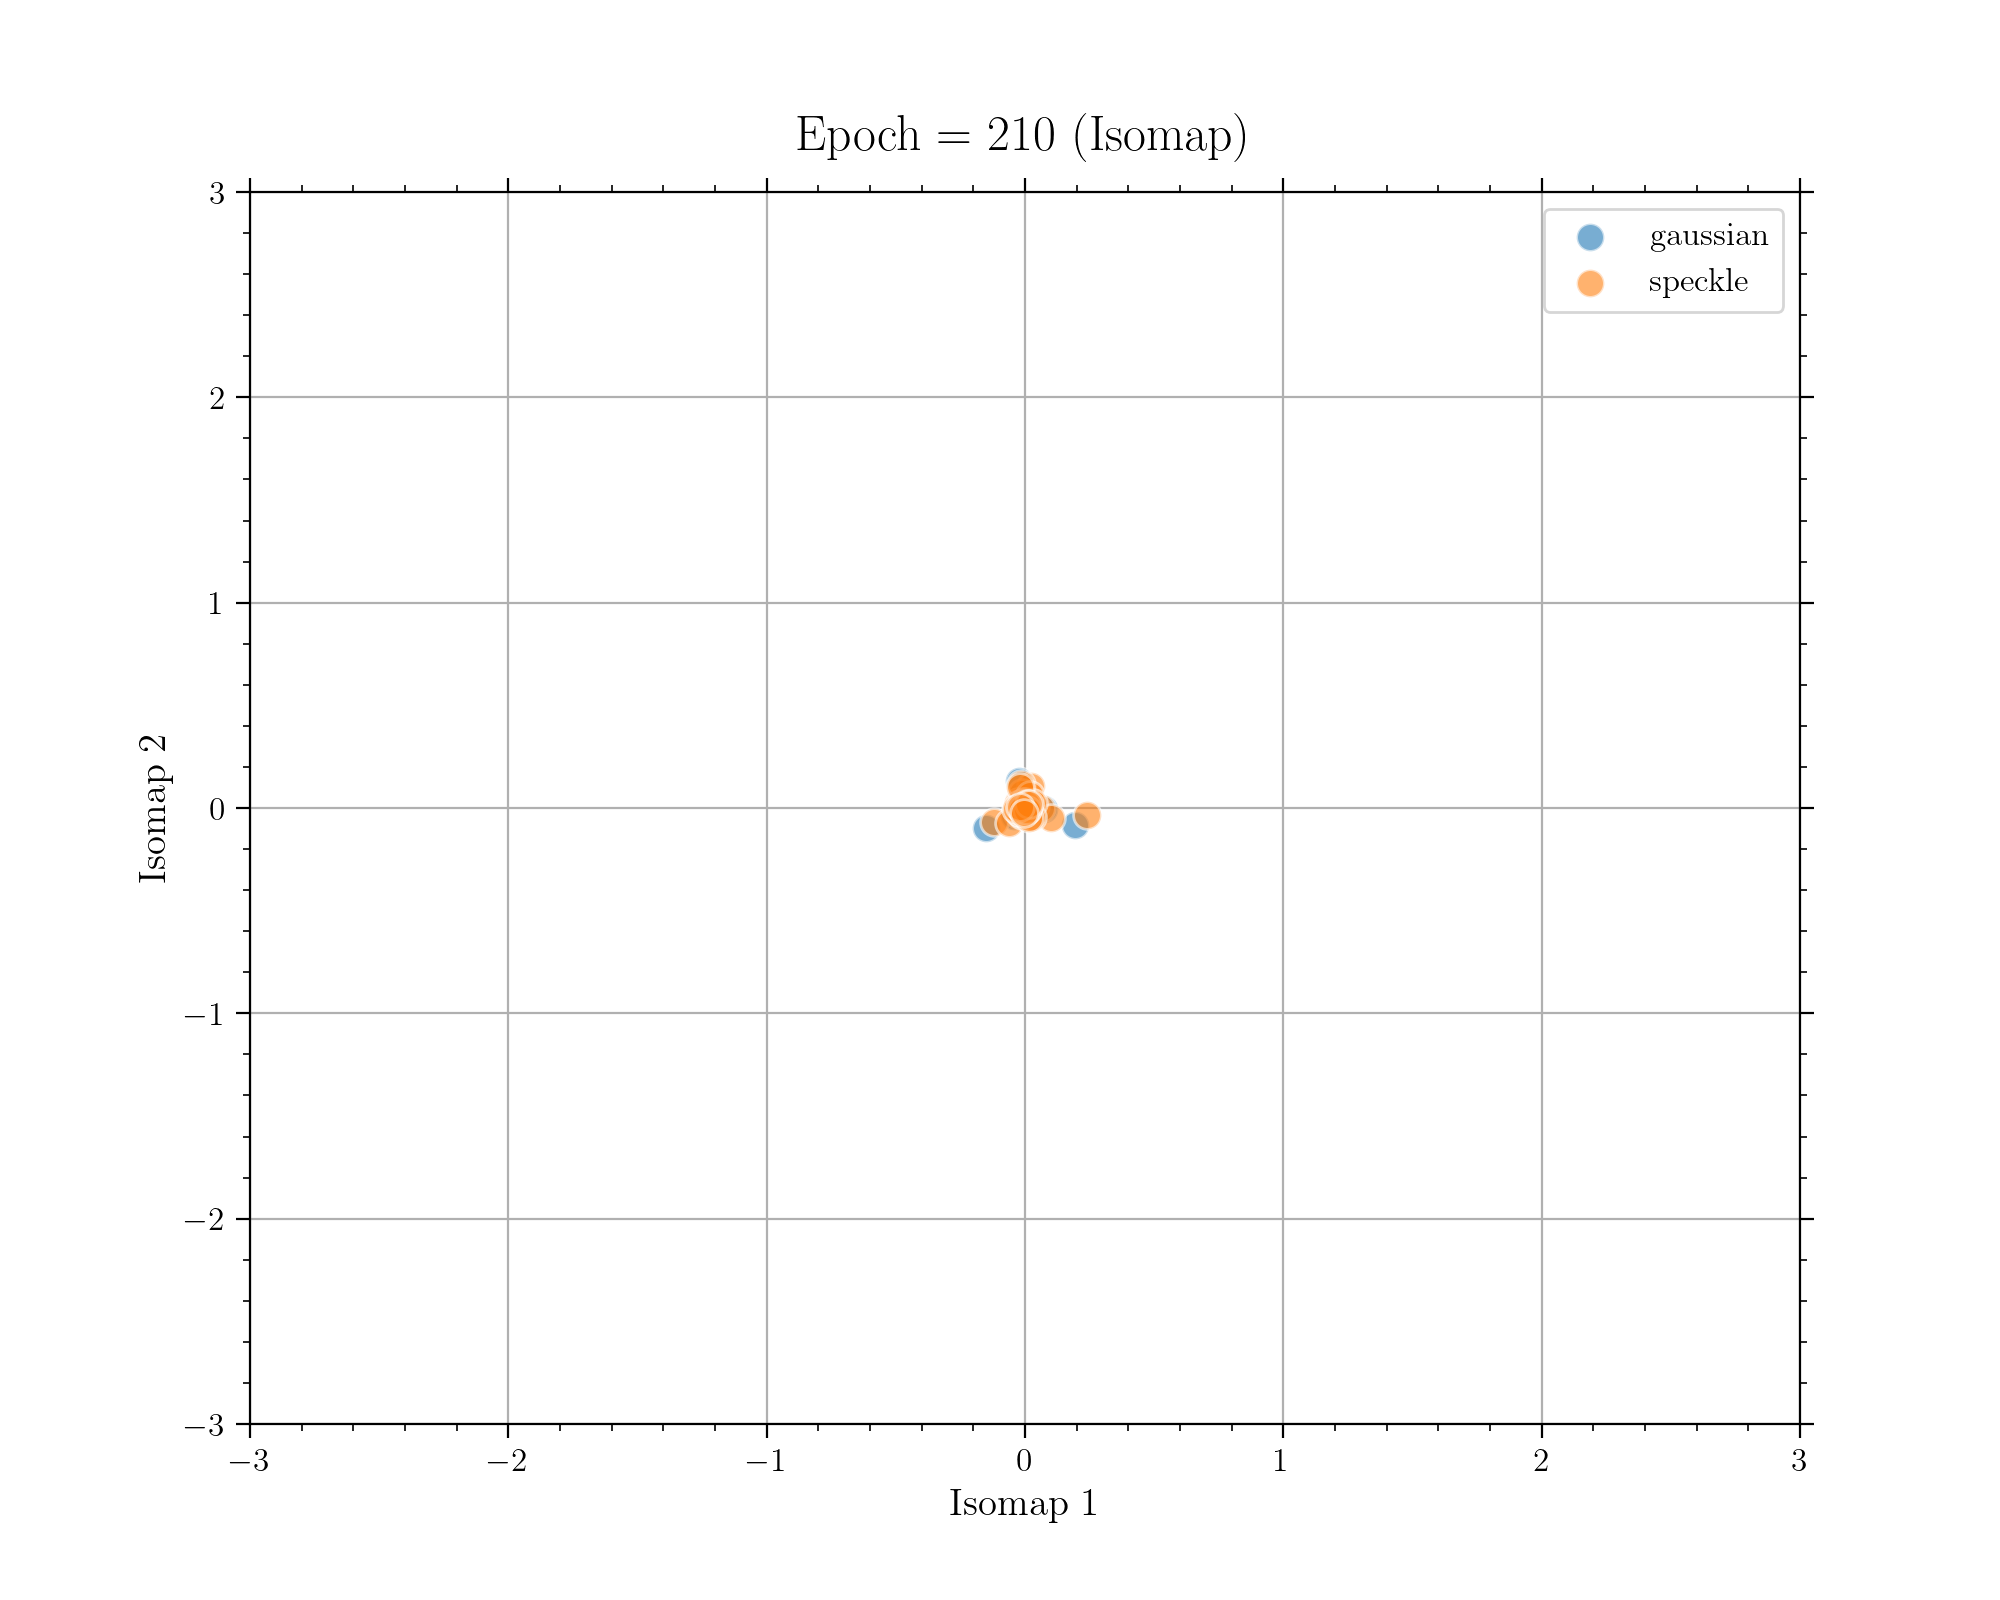 Epoch = 210 (Isomap)
gaussian
speckle
3
2
1
0
−1
−2
−3
Isomap 2
−3
−2
−1
0
1
2
3
Isomap 1